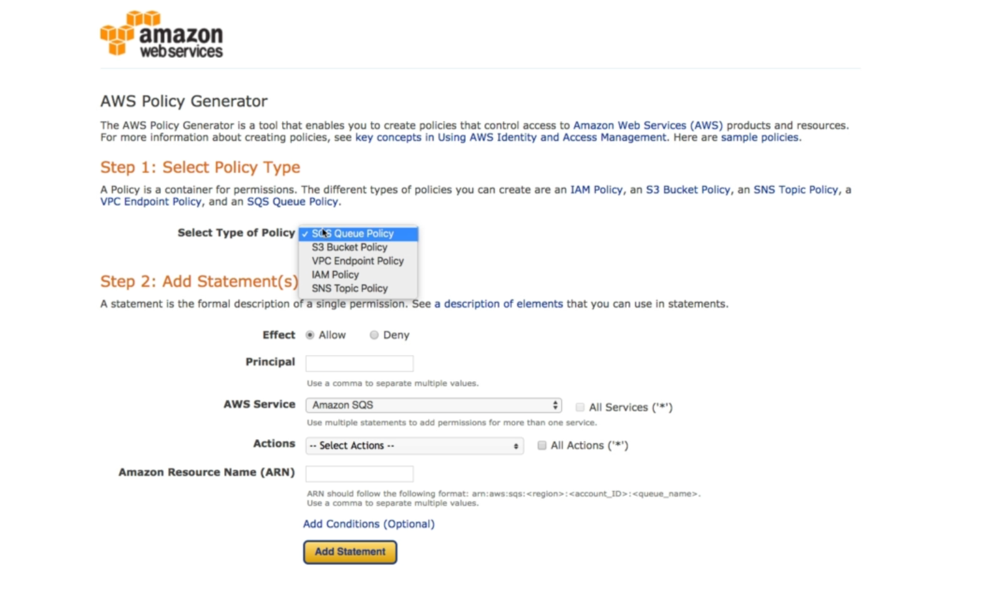 amazon
webservices
AWS Policy Generator
The AWS Policy Generator is a tool that enables you to create policies that control access to Amazon Web Services (AWS) products and resources.
For more information about creating policies, see key concepts in Using AWS Identity and Access Management. Here are sample policies.
Step 1: Select Policy Type
A Policy is a container for permissions. The different types of policies you can create are an IAM Policy, an S3 Bucket Policy, an SNS Topic Policy, a
VPC Endpoint Policy, and an SQS Queue Policy.
Select Type of Policy ✓ SQS Queue Policy
S3 Bucket Policy
VPC Endpoint Policy
IAM Policy
SNS Topic Policy
Step 2: Add Statement(s)
A statement is the formal description of a single permission. See a description of elements that you can use in statements.
Effect Allow Deny
Principal
Use a comma to separate multiple values.
AWS Service Amazon SQS All Services ('*')
Use multiple statements to add permissions for more than one service.
Actions -- Select Actions -- All Actions ('*')
Amazon Resource Name (ARN)
ARN should follow the following format: arn:aws:sqs:<region>:<account_ID>:<queue_name>.
Use a comma to separate multiple values.
Add Conditions (Optional)
Add Statement